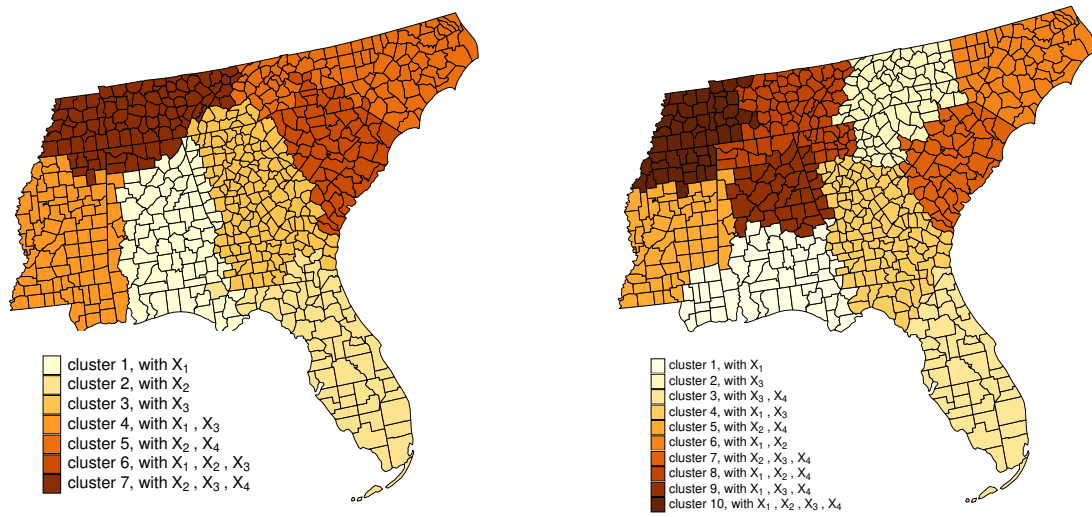 cluster 1, with X₁
cluster 2, with X₂
cluster 3, with X₃
cluster 4, with X₁ , X₃
cluster 5, with X₂ , X₄
cluster 6, with X₁ , X₂ , X₃
cluster 7, with X₂ , X₃ , X₄
cluster 1, with X₁
cluster 2, with X₃
cluster 3, with X₃ , X₄
cluster 4, with X₁ , X₃
cluster 5, with X₂ , X₄
cluster 6, with X₁ , X₂
cluster 7, with X₂ , X₃ , X₄
cluster 8, with X₁ , X₂ , X₄
cluster 9, with X₁ , X₃ , X₄
cluster 10, with X₁ , X₂ , X₃ , X₄